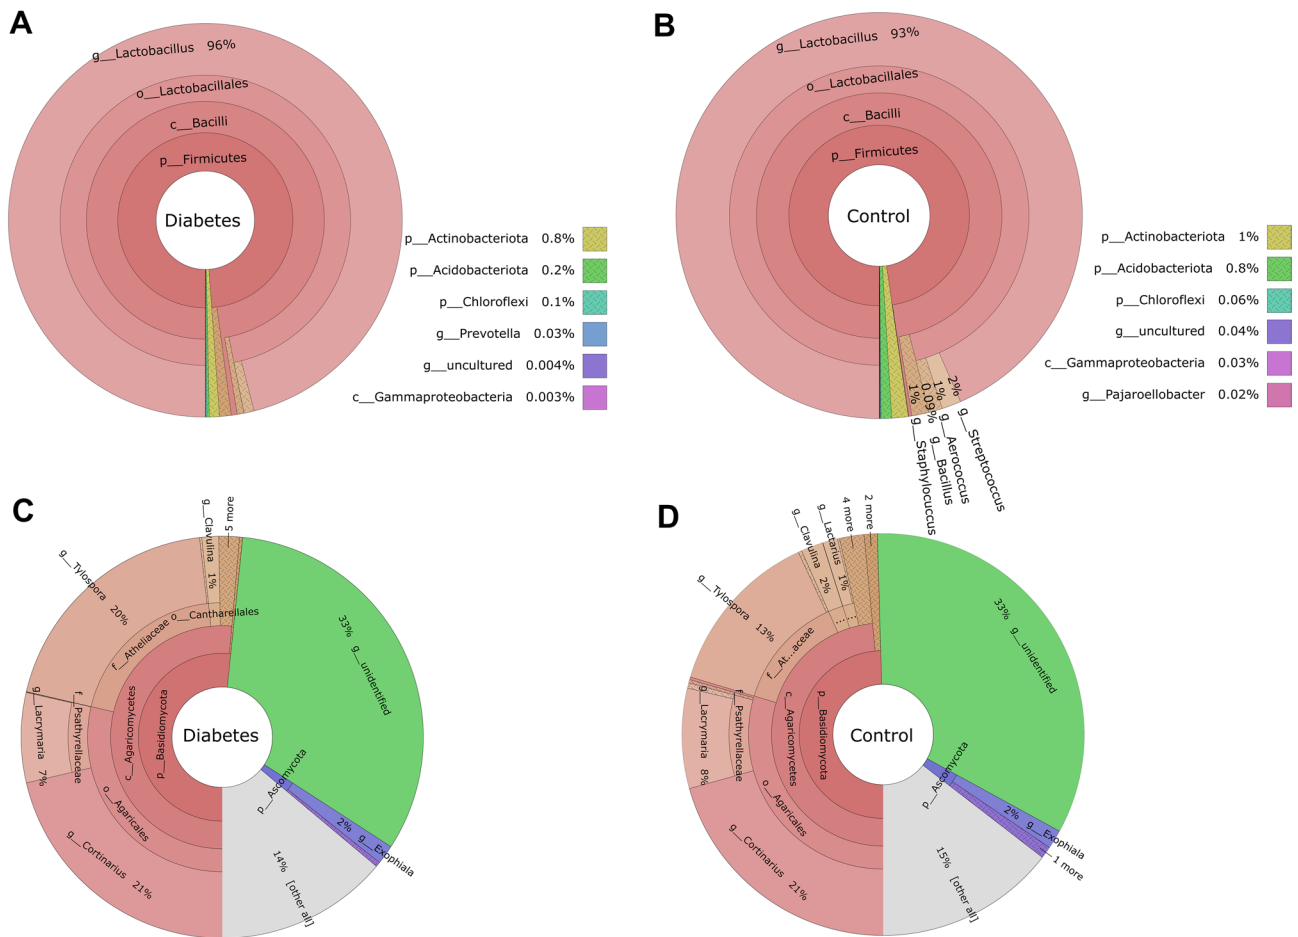 A
g__Lactobacillus 96%
o__Lactobacillales
c__Bacilli
p__Firmicutes
Diabetes
p__Actinobacteriota 0.8%
p__Acidobacteriota 0.2%
p__Chloroflexi 0.1%
g__Prevotella 0.03%
g__uncultured 0.004%
c__Gammaproteobacteria 0.003%
B
g__Lactobacillus 93%
o__Lactobacillales
c__Bacilli
p__Firmicutes
Control
p__Actinobacteriota 1%
p__Acidobacteriota 0.8%
p__Chloroflexi 0.06%
g__uncultured 0.04%
c__Gammaproteobacteria 0.03%
g__Pajaroellobacter 0.02%
1% g__Staphylucoccus
0.09% g__Bacillus
1% g__Aerococcus
2% g__Streptococcus
C
g__Clavulina 1%
5 more
g__Tylospora 20%
o__Cantharellales
f__Atheliaceae
33% g__unidentified
g__Lacrymaria 7%
f__Psathyrellaceae
c__Agaricomycetes
p__Basidiomycota
Diabetes
p__Ascomycota
2% g__Exophiala
o__Agaricales
g__Cortinarius 21%
14% [other all]
D
g__Clavulina 2%
g__Lactarius 1%
4 more
2 more
g__Tylospora 13%
f__At...aceae
33% g__unidentified
g__Lacrymaria 8%
f__Psathyrellaceae
c__Agaricomycetes
p__Basidiomycota
Control
p__Ascomycota
2% g__Exophiala
1 more
o__Agaricales
g__Cortinarius 21%
15% [other all]